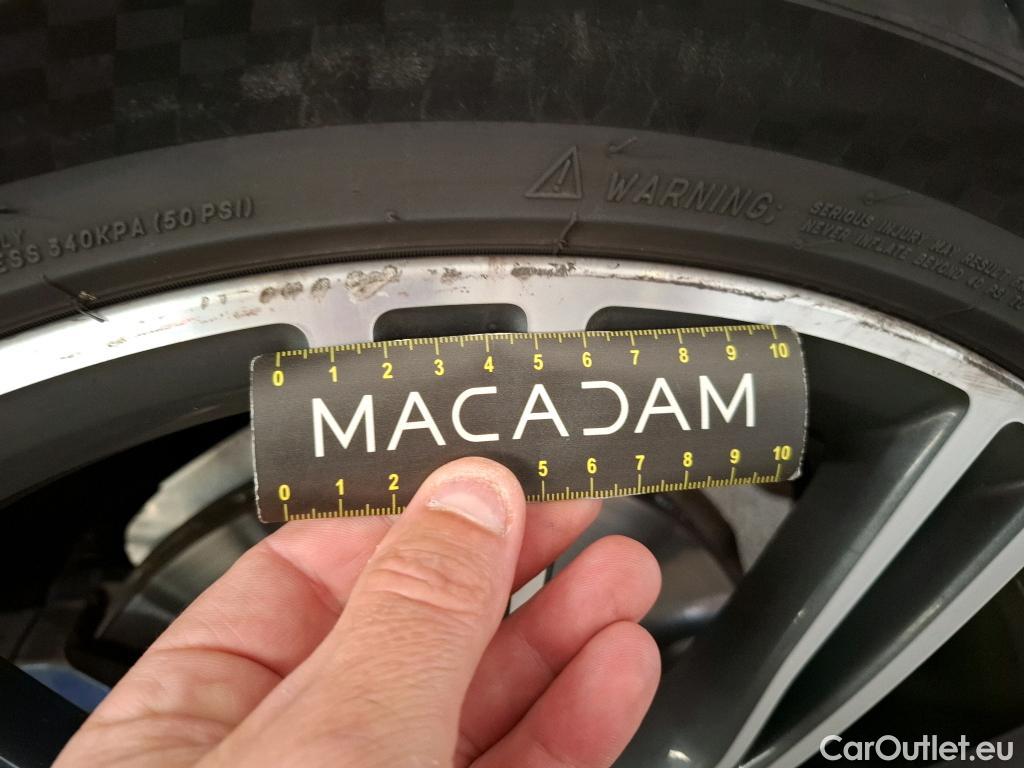 LY
ESS 340KPA (50 PSI)
WARNING:
SERIOUS INJURY MAY RESULT
NEVER INFLATE BEYOND
0 1 2 3 4 5 6 7 8 9 10
MACADAM
0 1 2 5 6 7 8 9 10
CarOutlet.eu